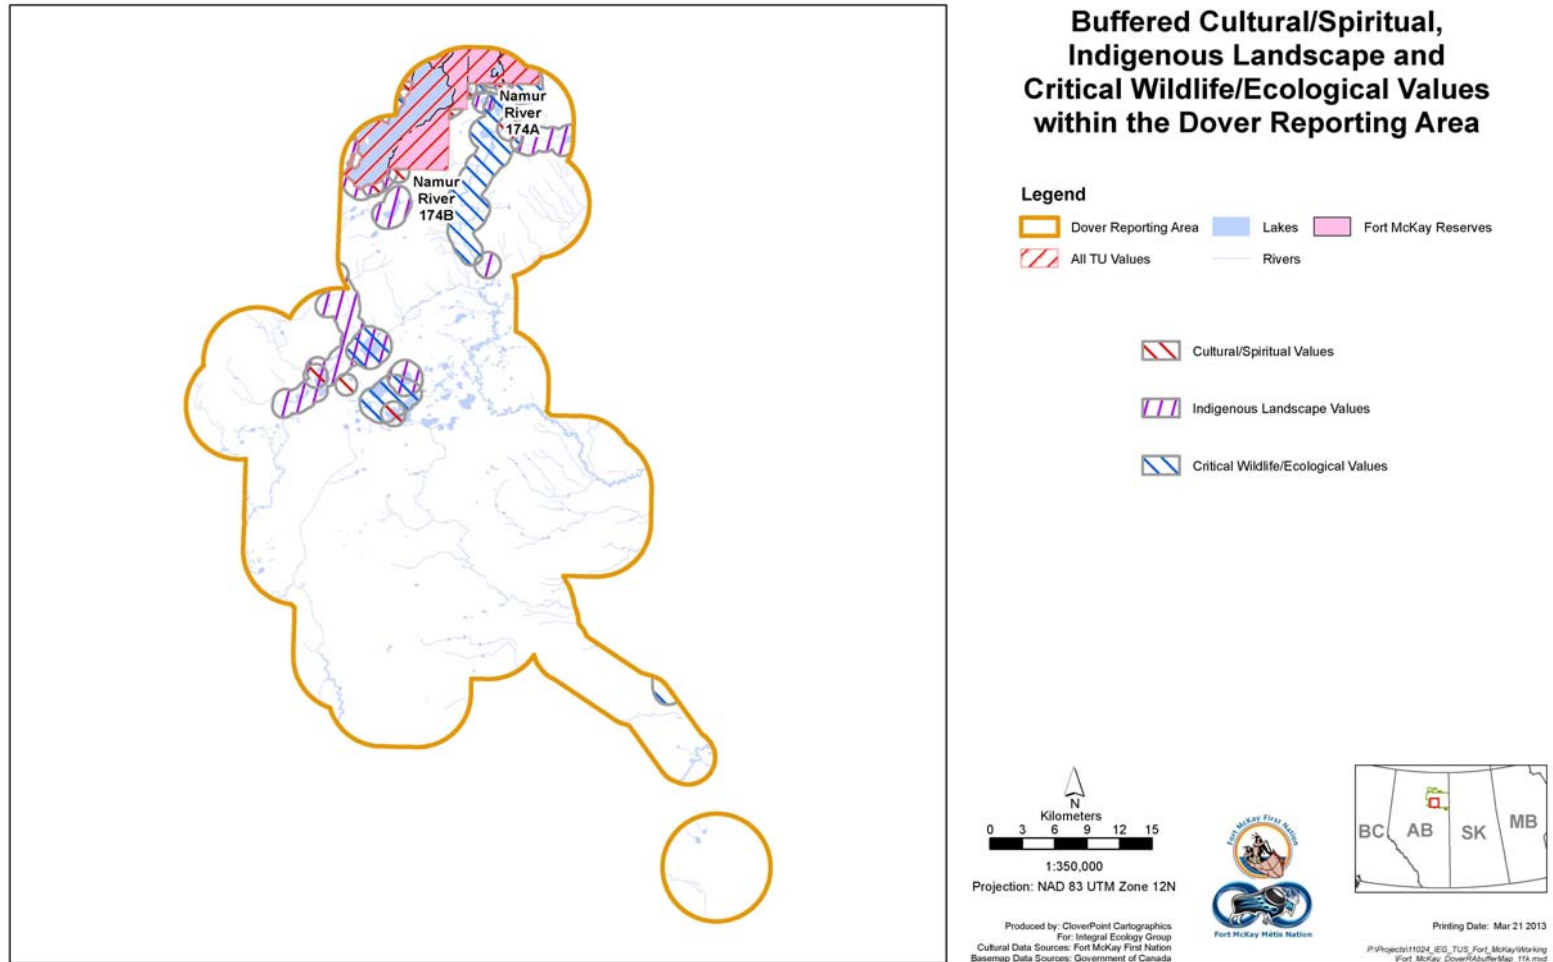 Buffered Cultural/Spiritual,
Indigenous Landscape and
Critical Wildlife/Ecological Values
within the Dover Reporting Area
Namur
River
174A
Namur
River
174B
Legend
Dover Reporting Area
Lakes
Fort McKay Reserves
All TU Values
Rivers
Cultural/Spiritual Values
Indigenous Landscape Values
Critical Wildlife/Ecological Values
N
Kilometers
0 3 6 9 12 15
1:350,000
Projection: NAD 83 UTM Zone 12N
Produced by: CloverPoint Cartographics
For: Integral Ecology Group
Cultural Data Sources: Fort McKay First Nation
Basemap Data Sources: Government of Canada
Fort McKay First Nation
Fort McKay Métis Nation
BC AB SK MB
Printing Date: Mar 21 2013
P:\Projects\11024_IEG_TUS_Fort_McKay\Working
\Fort_McKay_DoverRAbufferMap_11k.mxd